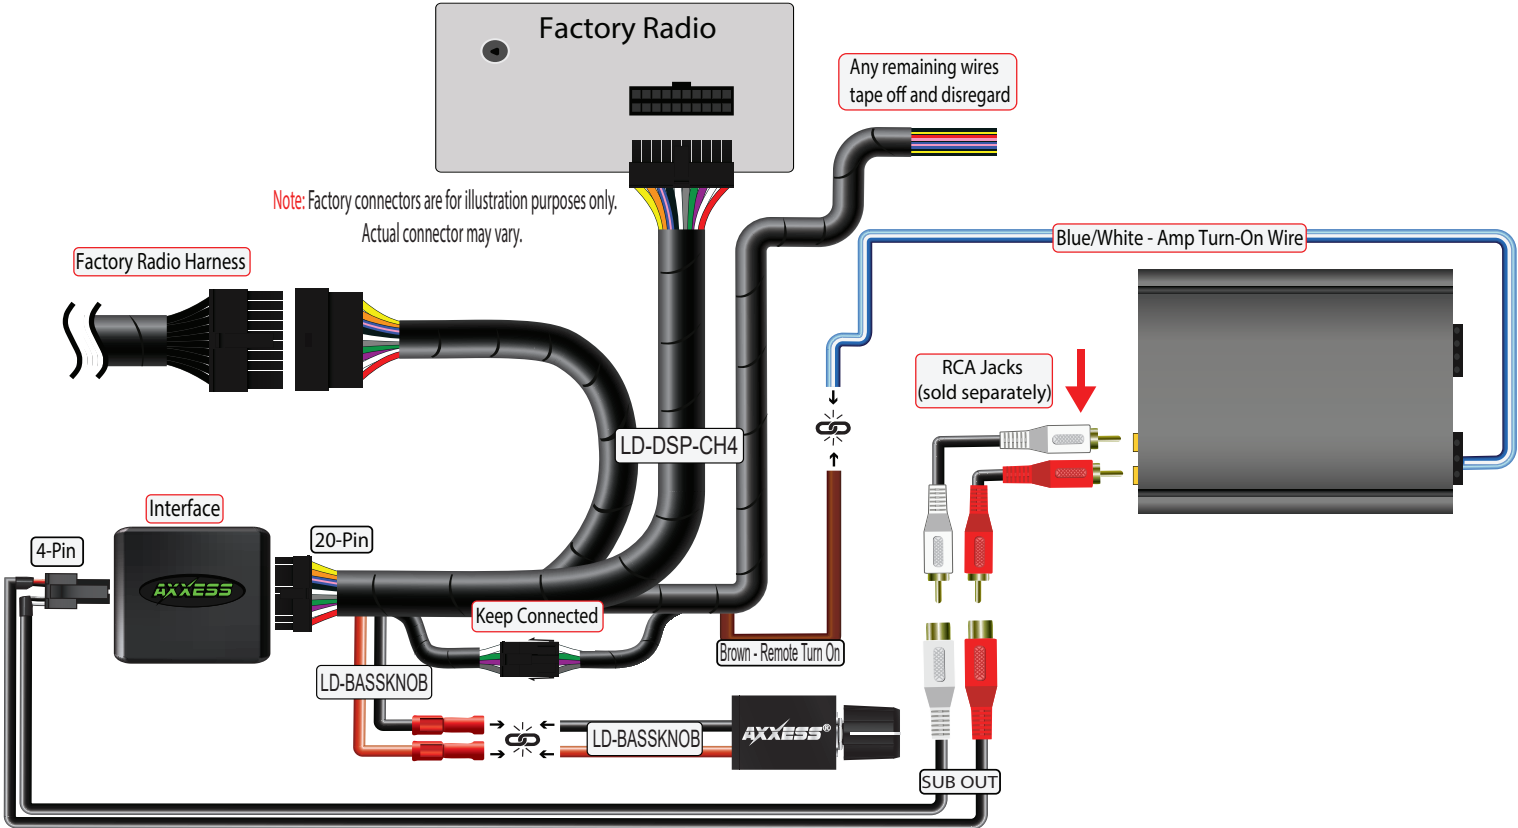 Factory Radio
Any remaining wires
tape off and disregard
Note: Factory connectors are for illustration purposes only.
Actual connector may vary.
Blue/White - Amp Turn-On Wire
Factory Radio Harness
RCA Jacks
(sold separately)
LD-DSP-CH4
Interface
20-Pin
4-Pin
AXXESS
Keep Connected
Brown - Remote Turn On
LD-BASSKNOB
LD-BASSKNOB
AXXESS®
SUB OUT